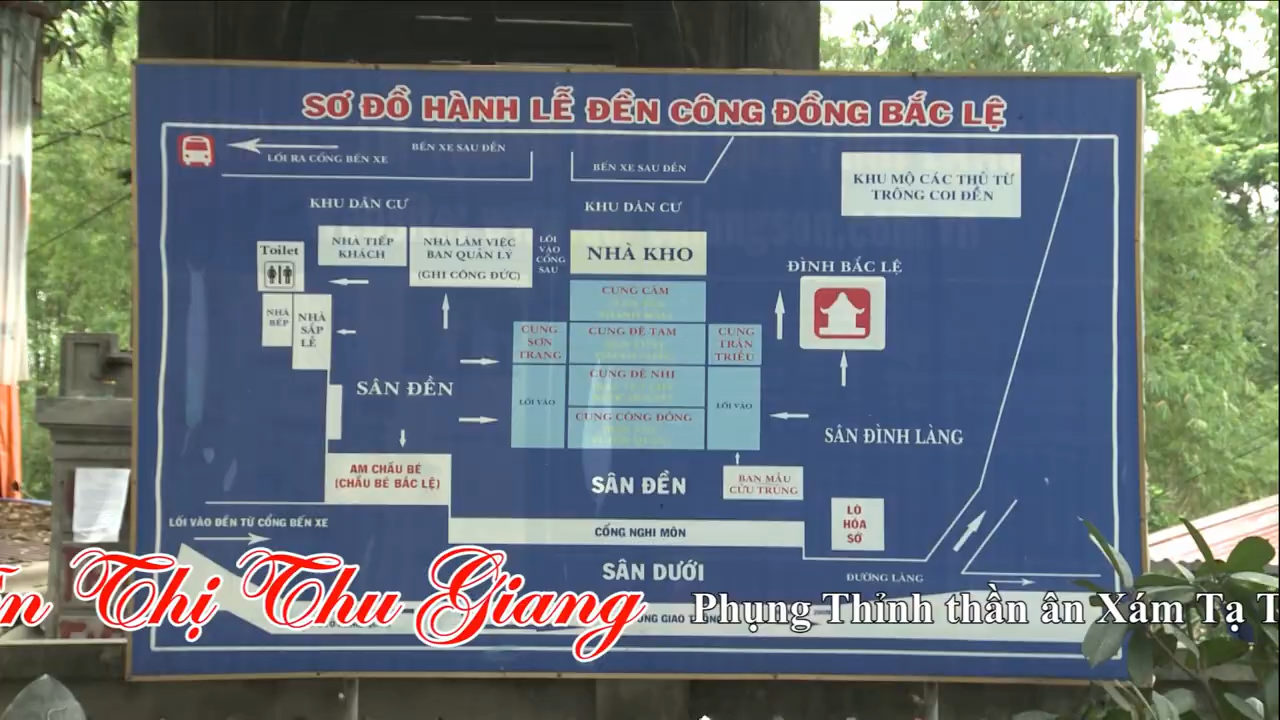 SƠ ĐỒ HÀNH LỄ ĐỀN CÔNG ĐỒNG BẮC LỆ
BẾN XE SAU ĐỀN
LỐI RA CỔNG BẾN XE
BẾN XE SAU ĐỀN
KHU MỘ CÁC THỦ TỪ
TRÔNG COI ĐỀN
KHU DÂN CƯ
KHU DÂN CƯ
Toilet
NHÀ TIẾP
KHÁCH
NHÀ LÀM VIỆC
BAN QUẢN LÝ
(GHI CÔNG ĐỨC)
LỐI
VÀO
CỔNG
SAU
NHÀ KHO
ĐÌNH BẮC LỆ
CUNG CẤM
NHÀ
BẾP
NHÀ
SẮP
LỄ
CUNG
SƠN
TRANG
CUNG ĐỆ TAM
CUNG
TRẦN
TRIỀU
CUNG ĐỆ NHỊ
SÂN ĐỀN
LỐI VÀO
LỐI VÀO
CUNG CÔNG ĐỒNG
SÂN ĐÌNH LÀNG
AM CHẦU BÉ
(CHẦU BÉ BẮC LỆ)
SÂN ĐỀN
BAN MẪU
CỬU TRÙNG
LÒ
HÓA
SỚ
LỐI VÀO ĐỀN TỪ CỔNG BẾN XE
CỔNG NGHI MÔN
SÂN DƯỚI
ĐƯỜNG LÀNG
Thị Thu Giang
Phụng Thỉnh thần ân Xám Tạ T
GIAO